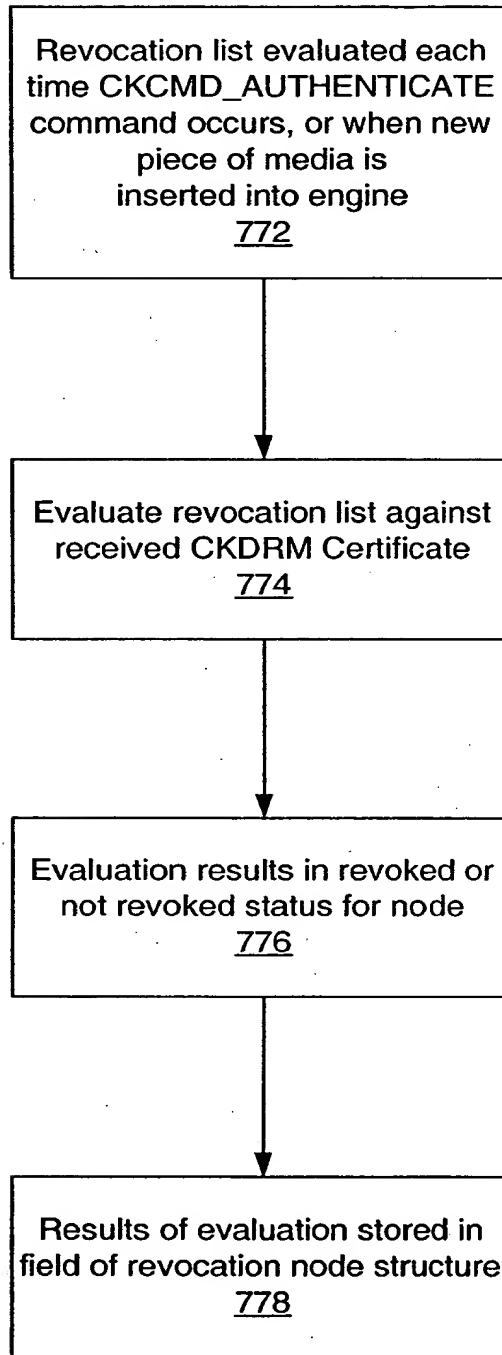 Revocation list evaluated each
time CKCMD_AUTHENTICATE
command occurs, or when new
piece of media is
inserted into engine
772
Evaluate revocation list against
received CKDRM Certificate
774
Evaluation results in revoked or
not revoked status for node
776
Results of evaluation stored in
field of revocation node structure
778